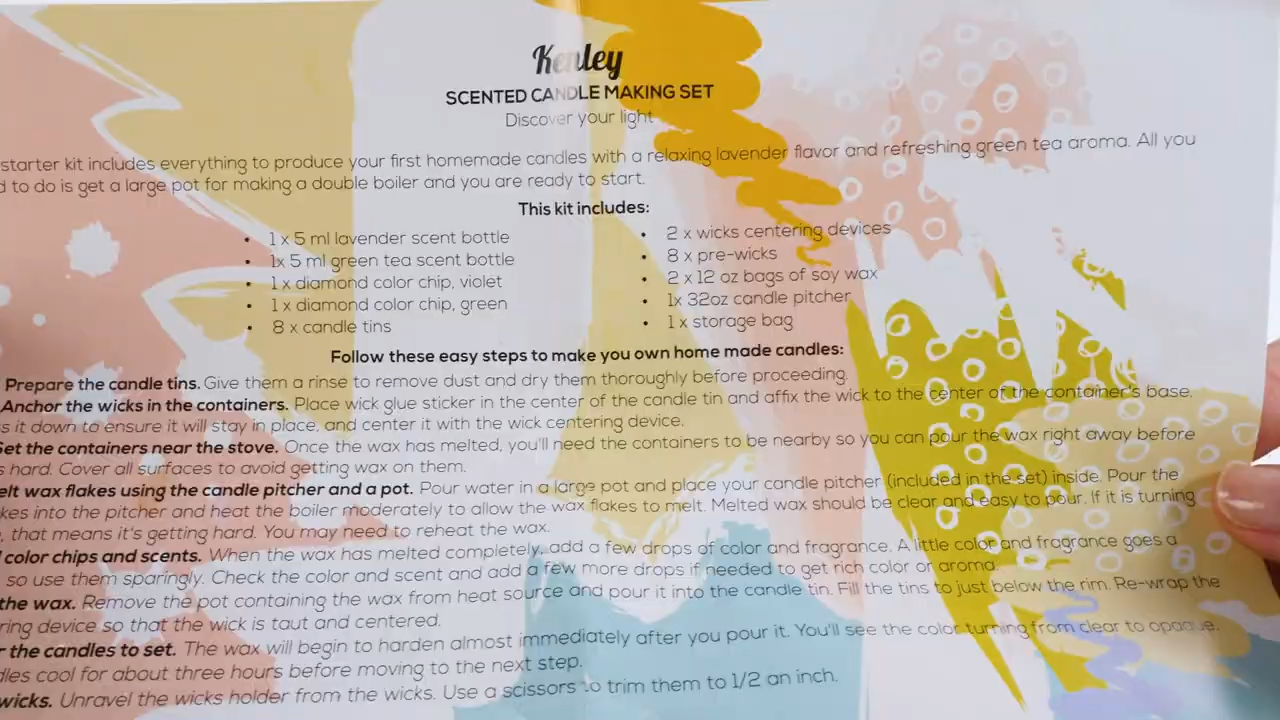 Kenley
SCENTED CANDLE MAKING SET
Discover your light
starter kit includes everything to produce your first homemade candles with a relaxing lavender flavor and refreshing green tea aroma. All you
to do is get a large pot for making a double boiler and you are ready to start.
This kit includes:
• 1 x 5 ml lavender scent bottle
• 1x 5 ml green tea scent bottle
• 1 x diamond color chip, violet
• 1 x diamond color chip, green
• 8 x candle tins
• 2 x wicks centering devices
• 8 x pre-wicks
• 2 x 12 oz bags of soy wax
• 1x 32oz candle pitcher
• 1 x storage bag
Follow these easy steps to make you own home made candles:
Prepare the candle tins. Give them a rinse to remove dust and dry them thoroughly before proceeding.
Anchor the wicks in the containers. Place wick glue sticker in the center of the candle tin and affix the wick to the center of the container's base.
it down to ensure it will stay in place, and center it with the wick centering device.
Set the containers near the stove. Once the wax has melted, you'll need the containers to be nearby so you can pour the wax right away before
hard. Cover all surfaces to avoid getting wax on them.
elt wax flakes using the candle pitcher and a pot. Pour water in a large pot and place your candle pitcher (included in the set) inside. Pour the
kes into the pitcher and heat the boiler moderately to allow the wax flakes to melt. Melted wax should be clear and easy to pour. If it is turning
, that means it's getting hard. You may need to reheat the wax.
color chips and scents. When the wax has melted completely, add a few drops of color and fragrance. A little color and fragrance goes a
so use them sparingly. Check the color and scent and add a few more drops if needed to get rich color or aroma.
the wax. Remove the pot containing the wax from heat source and pour it into the candle tin. Fill the tins to just below the rim. Re-wrap the
ring device so that the wick is taut and centered.
the candles to set. The wax will begin to harden almost immediately after you pour it. You'll see the color turning from clear to opaque.
dles cool for about three hours before moving to the next step.
wicks. Unravel the wicks holder from the wicks. Use a scissors to trim them to 1/2 an inch.